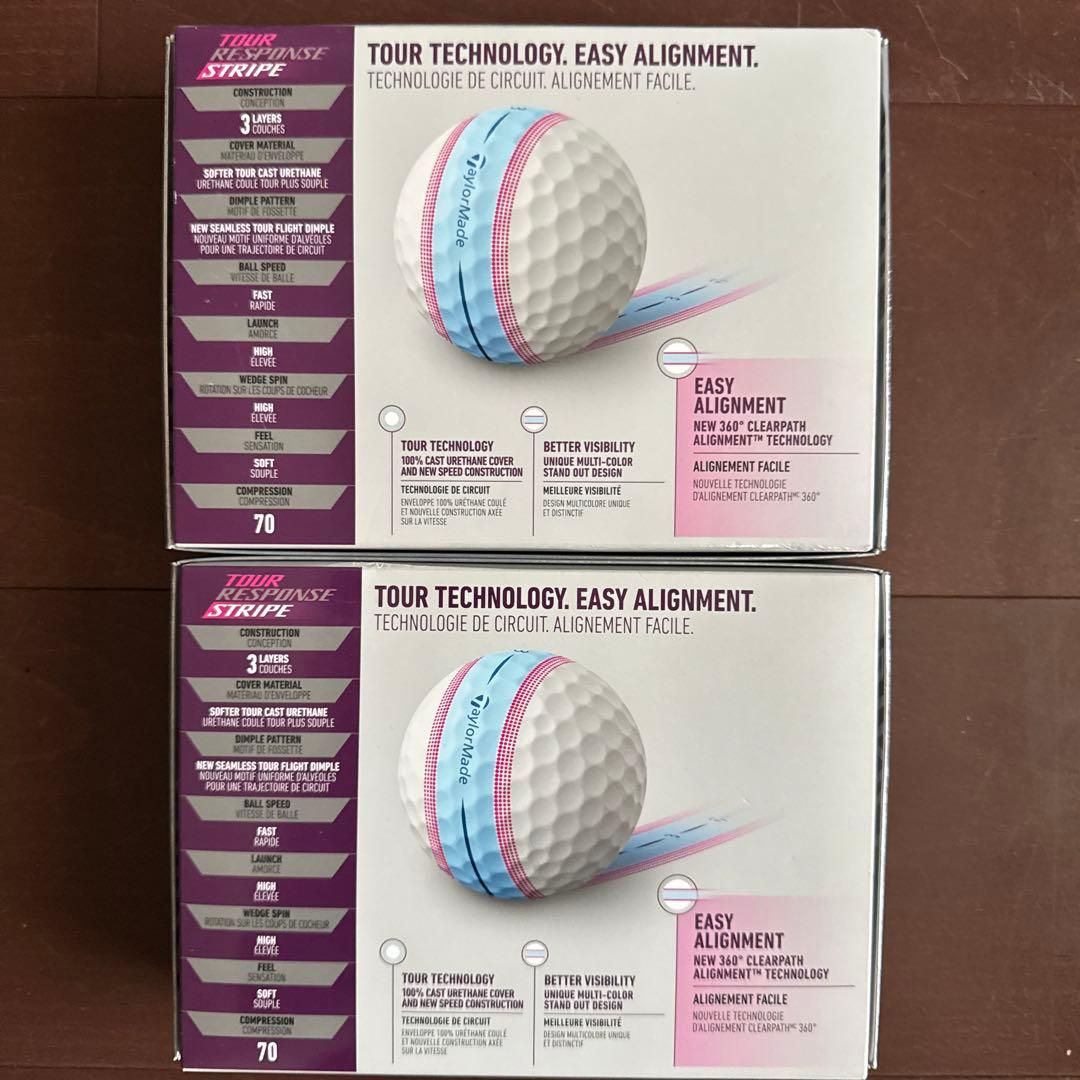 TOUR
RESPONSE
STRIPE
CONSTRUCTION
CONCEPTION
3 LAYERS
COUCHES
COVER MATERIAL
MATÉRIAU D'ENVELOPPE
SOFTER TOUR CAST URETHANE
URÉTHANE COULÉ TOUR PLUS SOUPLE
DIMPLE PATTERN
MOTIF DE FOSSETTE
NEW SEAMLESS TOUR FLIGHT DIMPLE
NOUVEAU MOTIF UNIFORME D'ALVÉOLES
POUR UNE TRAJECTOIRE DE CIRCUIT
BALL SPEED
VITESSE DE BALLE
FAST
RAPIDE
LAUNCH
AMORCE
HIGH
ÉLEVÉE
WEDGE SPIN
ROTATION SUR LES COUPS DE COCHEUR
HIGH
ÉLEVÉE
FEEL
SENSATION
SOFT
SOUPLE
COMPRESSION
COMPRESSION
70
TOUR TECHNOLOGY. EASY ALIGNMENT.
TECHNOLOGIE DE CIRCUIT. ALIGNEMENT FACILE.
3
TaylorMade
TOUR TECHNOLOGY
100% CAST URETHANE COVER
AND NEW SPEED CONSTRUCTION
TECHNOLOGIE DE CIRCUIT
ENVELOPPE 100% URÉTHANE COULÉ
ET NOUVELLE CONSTRUCTION AXÉE
SUR LA VITESSE
BETTER VISIBILITY
UNIQUE MULTI-COLOR
STAND OUT DESIGN
MEILLEURE VISIBILITÉ
DESIGN MULTICOLORE UNIQUE
ET DISTINCTIF
EASY
ALIGNMENT
NEW 360° CLEARPATH
ALIGNMENT™ TECHNOLOGY
ALIGNEMENT FACILE
NOUVELLE TECHNOLOGIE
D'ALIGNEMENT CLEARPATHᴹᶜ 360°
TOUR
RESPONSE
STRIPE
CONSTRUCTION
CONCEPTION
3 LAYERS
COUCHES
COVER MATERIAL
MATÉRIAU D'ENVELOPPE
SOFTER TOUR CAST URETHANE
URÉTHANE COULÉ TOUR PLUS SOUPLE
DIMPLE PATTERN
MOTIF DE FOSSETTE
NEW SEAMLESS TOUR FLIGHT DIMPLE
NOUVEAU MOTIF UNIFORME D'ALVÉOLES
POUR UNE TRAJECTOIRE DE CIRCUIT
BALL SPEED
VITESSE DE BALLE
FAST
RAPIDE
LAUNCH
AMORCE
HIGH
ÉLEVÉE
WEDGE SPIN
ROTATION SUR LES COUPS DE COCHEUR
HIGH
ÉLEVÉE
FEEL
SENSATION
SOFT
SOUPLE
COMPRESSION
COMPRESSION
70
TOUR TECHNOLOGY. EASY ALIGNMENT.
TECHNOLOGIE DE CIRCUIT. ALIGNEMENT FACILE.
3
TaylorMade
TOUR TECHNOLOGY
100% CAST URETHANE COVER
AND NEW SPEED CONSTRUCTION
TECHNOLOGIE DE CIRCUIT
ENVELOPPE 100% URÉTHANE COULÉ
ET NOUVELLE CONSTRUCTION AXÉE
SUR LA VITESSE
BETTER VISIBILITY
UNIQUE MULTI-COLOR
STAND OUT DESIGN
MEILLEURE VISIBILITÉ
DESIGN MULTICOLORE UNIQUE
ET DISTINCTIF
EASY
ALIGNMENT
NEW 360° CLEARPATH
ALIGNMENT™ TECHNOLOGY
ALIGNEMENT FACILE
NOUVELLE TECHNOLOGIE
D'ALIGNEMENT CLEARPATHᴹᶜ 360°